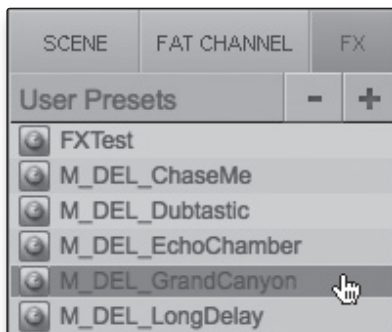 SCENE FAT CHANNEL FX
User Presets - +
FXTest
M_DEL_ChaseMe
M_DEL_Dubtastic
M_DEL_EchoChamber
M_DEL_GrandCanyon
M_DEL_LongDelay